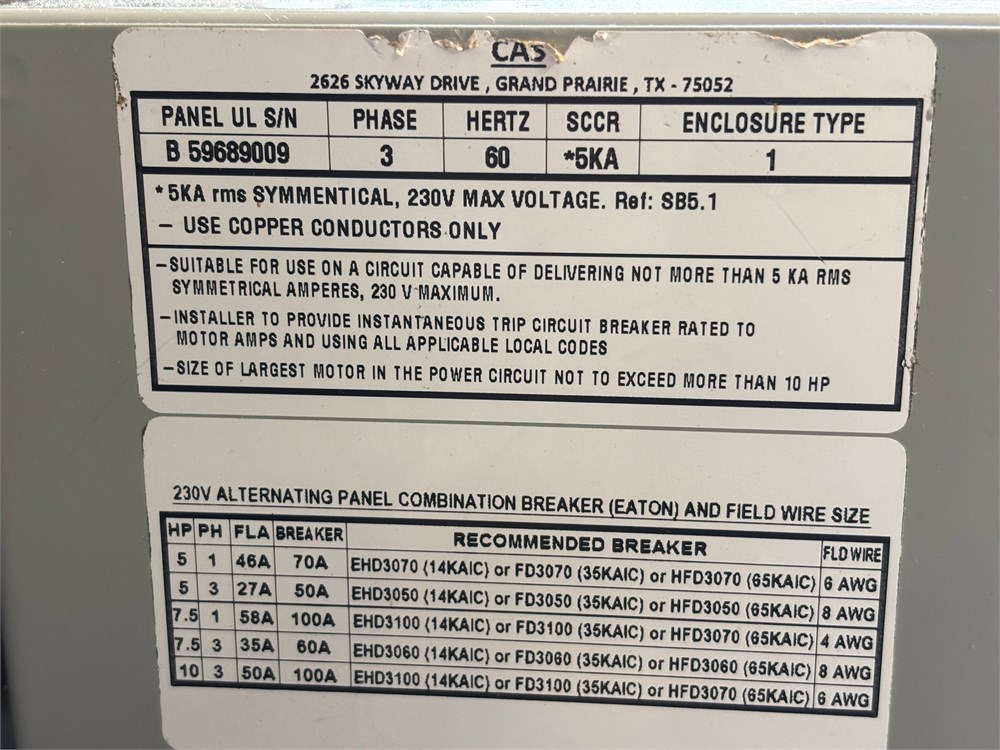 CAS
2626 SKYWAY DRIVE , GRAND PRAIRIE , TX - 75052
PANEL UL S/N PHASE HERTZ SCCR ENCLOSURE TYPE
B 59689009 3 60 *5KA 1
* 5KA rms SYMMENTICAL, 230V MAX VOLTAGE. Ref: SB5.1
– USE COPPER CONDUCTORS ONLY
– SUITABLE FOR USE ON A CIRCUIT CAPABLE OF DELIVERING NOT MORE THAN 5 KA RMS
SYMMETRICAL AMPERES, 230 V MAXIMUM.
– INSTALLER TO PROVIDE INSTANTANEOUS TRIP CIRCUIT BREAKER RATED TO
MOTOR AMPS AND USING ALL APPLICABLE LOCAL CODES
– SIZE OF LARGEST MOTOR IN THE POWER CIRCUIT NOT TO EXCEED MORE THAN 10 HP
230V ALTERNATING PANEL COMBINATION BREAKER (EATON) AND FIELD WIRE SIZE
HP PH FLA BREAKER RECOMMENDED BREAKER FLD WIRE
5 1 46A 70A EHD3070 (14KAIC) or FD3070 (35KAIC) or HFD3070 (65KAIC) 6 AWG
5 3 27A 50A EHD3050 (14KAIC) or FD3050 (35KAIC) or HFD3050 (65KAIC) 8 AWG
7.5 1 58A 100A EHD3100 (14KAIC) or FD3100 (35KAIC) or HFD3070 (65KAIC) 4 AWG
7.5 3 35A 60A EHD3060 (14KAIC) or FD3060 (35KAIC) or HFD3060 (65KAIC) 8 AWG
10 3 50A 100A EHD3100 (14KAIC) or FD3100 (35KAIC) or HFD3070 (65KAIC) 6 AWG